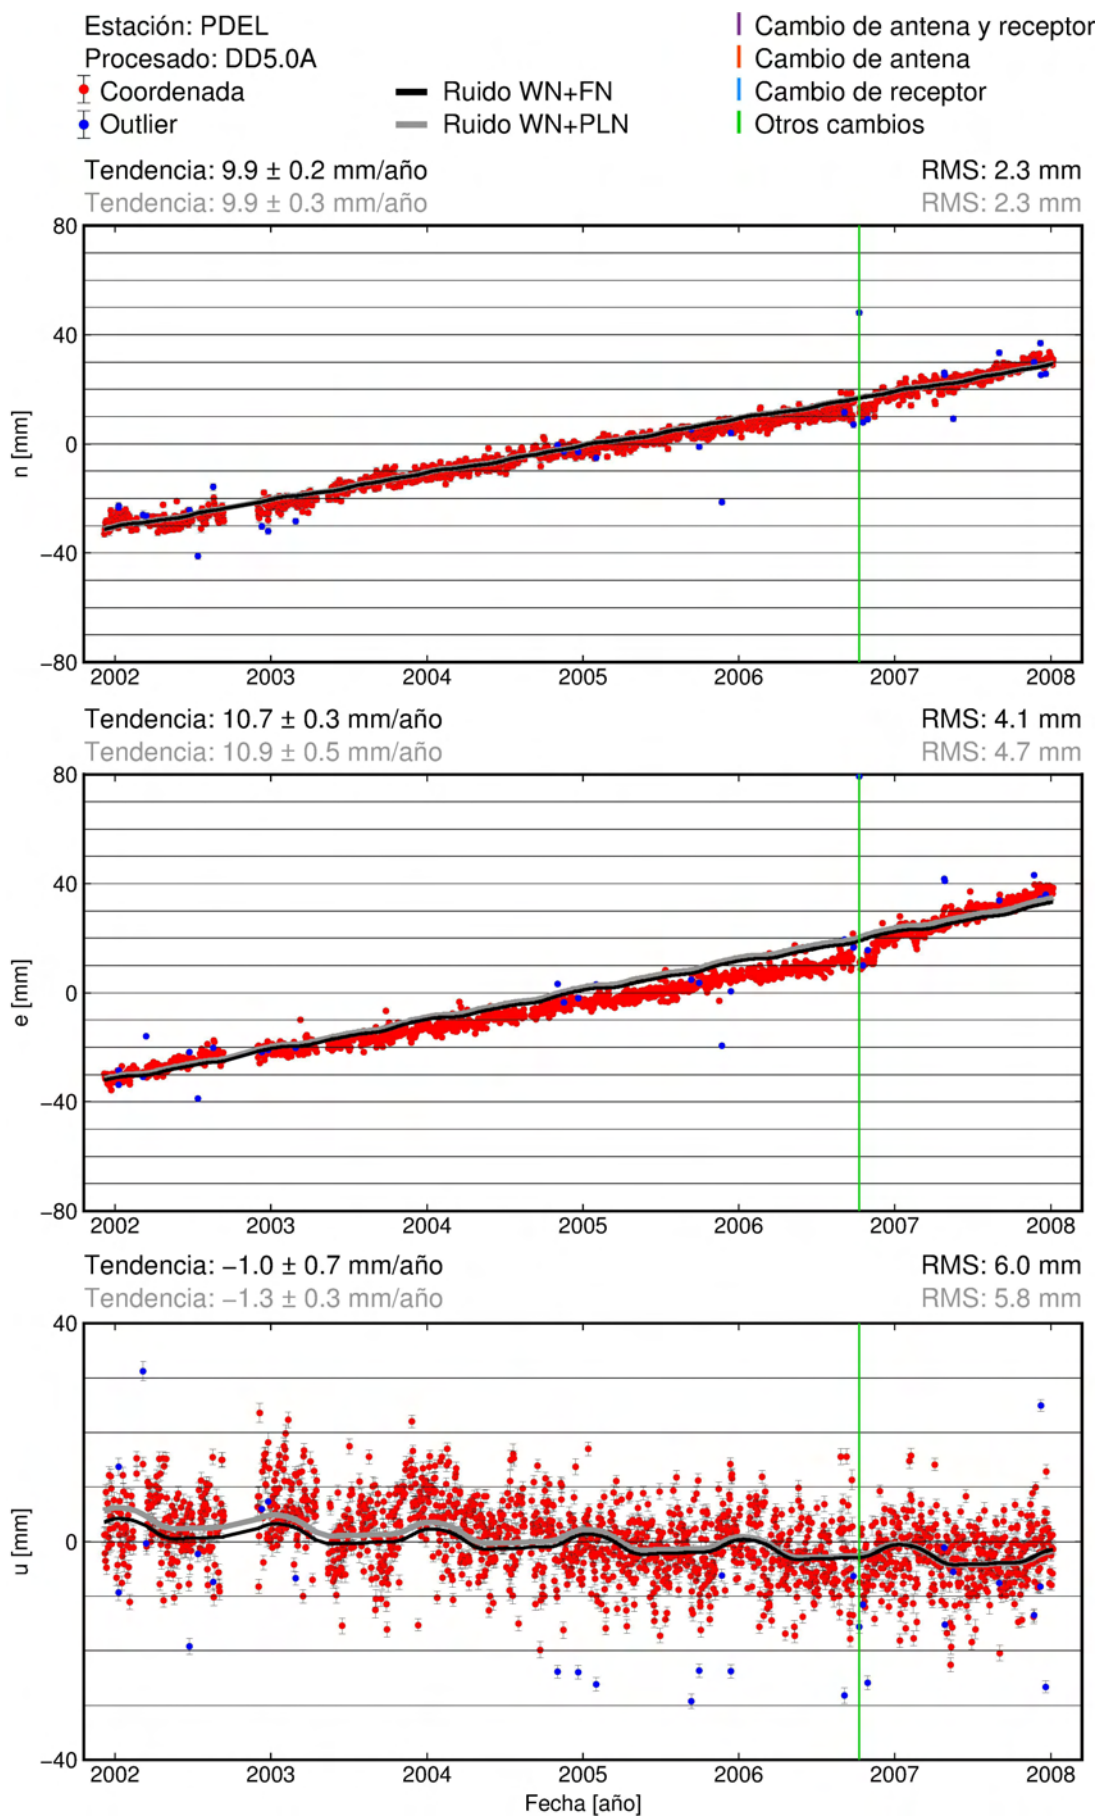 Estación: PDEL
Procesado: DD5.0A
Coordenada
Outlier
Ruido WN+FN
Ruido WN+PLN
Cambio de antena y receptor
Cambio de antena
Cambio de receptor
Otros cambios
Tendencia: 9.9 ± 0.2 mm/año RMS: 2.3 mm
Tendencia: 9.9 ± 0.3 mm/año RMS: 2.3 mm
80
40
0
−40
−80
n [mm]
2002 2003 2004 2005 2006 2007 2008
Tendencia: 10.7 ± 0.3 mm/año RMS: 4.1 mm
Tendencia: 10.9 ± 0.5 mm/año RMS: 4.7 mm
80
40
0
−40
−80
e [mm]
2002 2003 2004 2005 2006 2007 2008
Tendencia: −1.0 ± 0.7 mm/año RMS: 6.0 mm
Tendencia: −1.3 ± 0.3 mm/año RMS: 5.8 mm
40
0
−40
u [mm]
2002 2003 2004 2005 2006 2007 2008
Fecha [año]